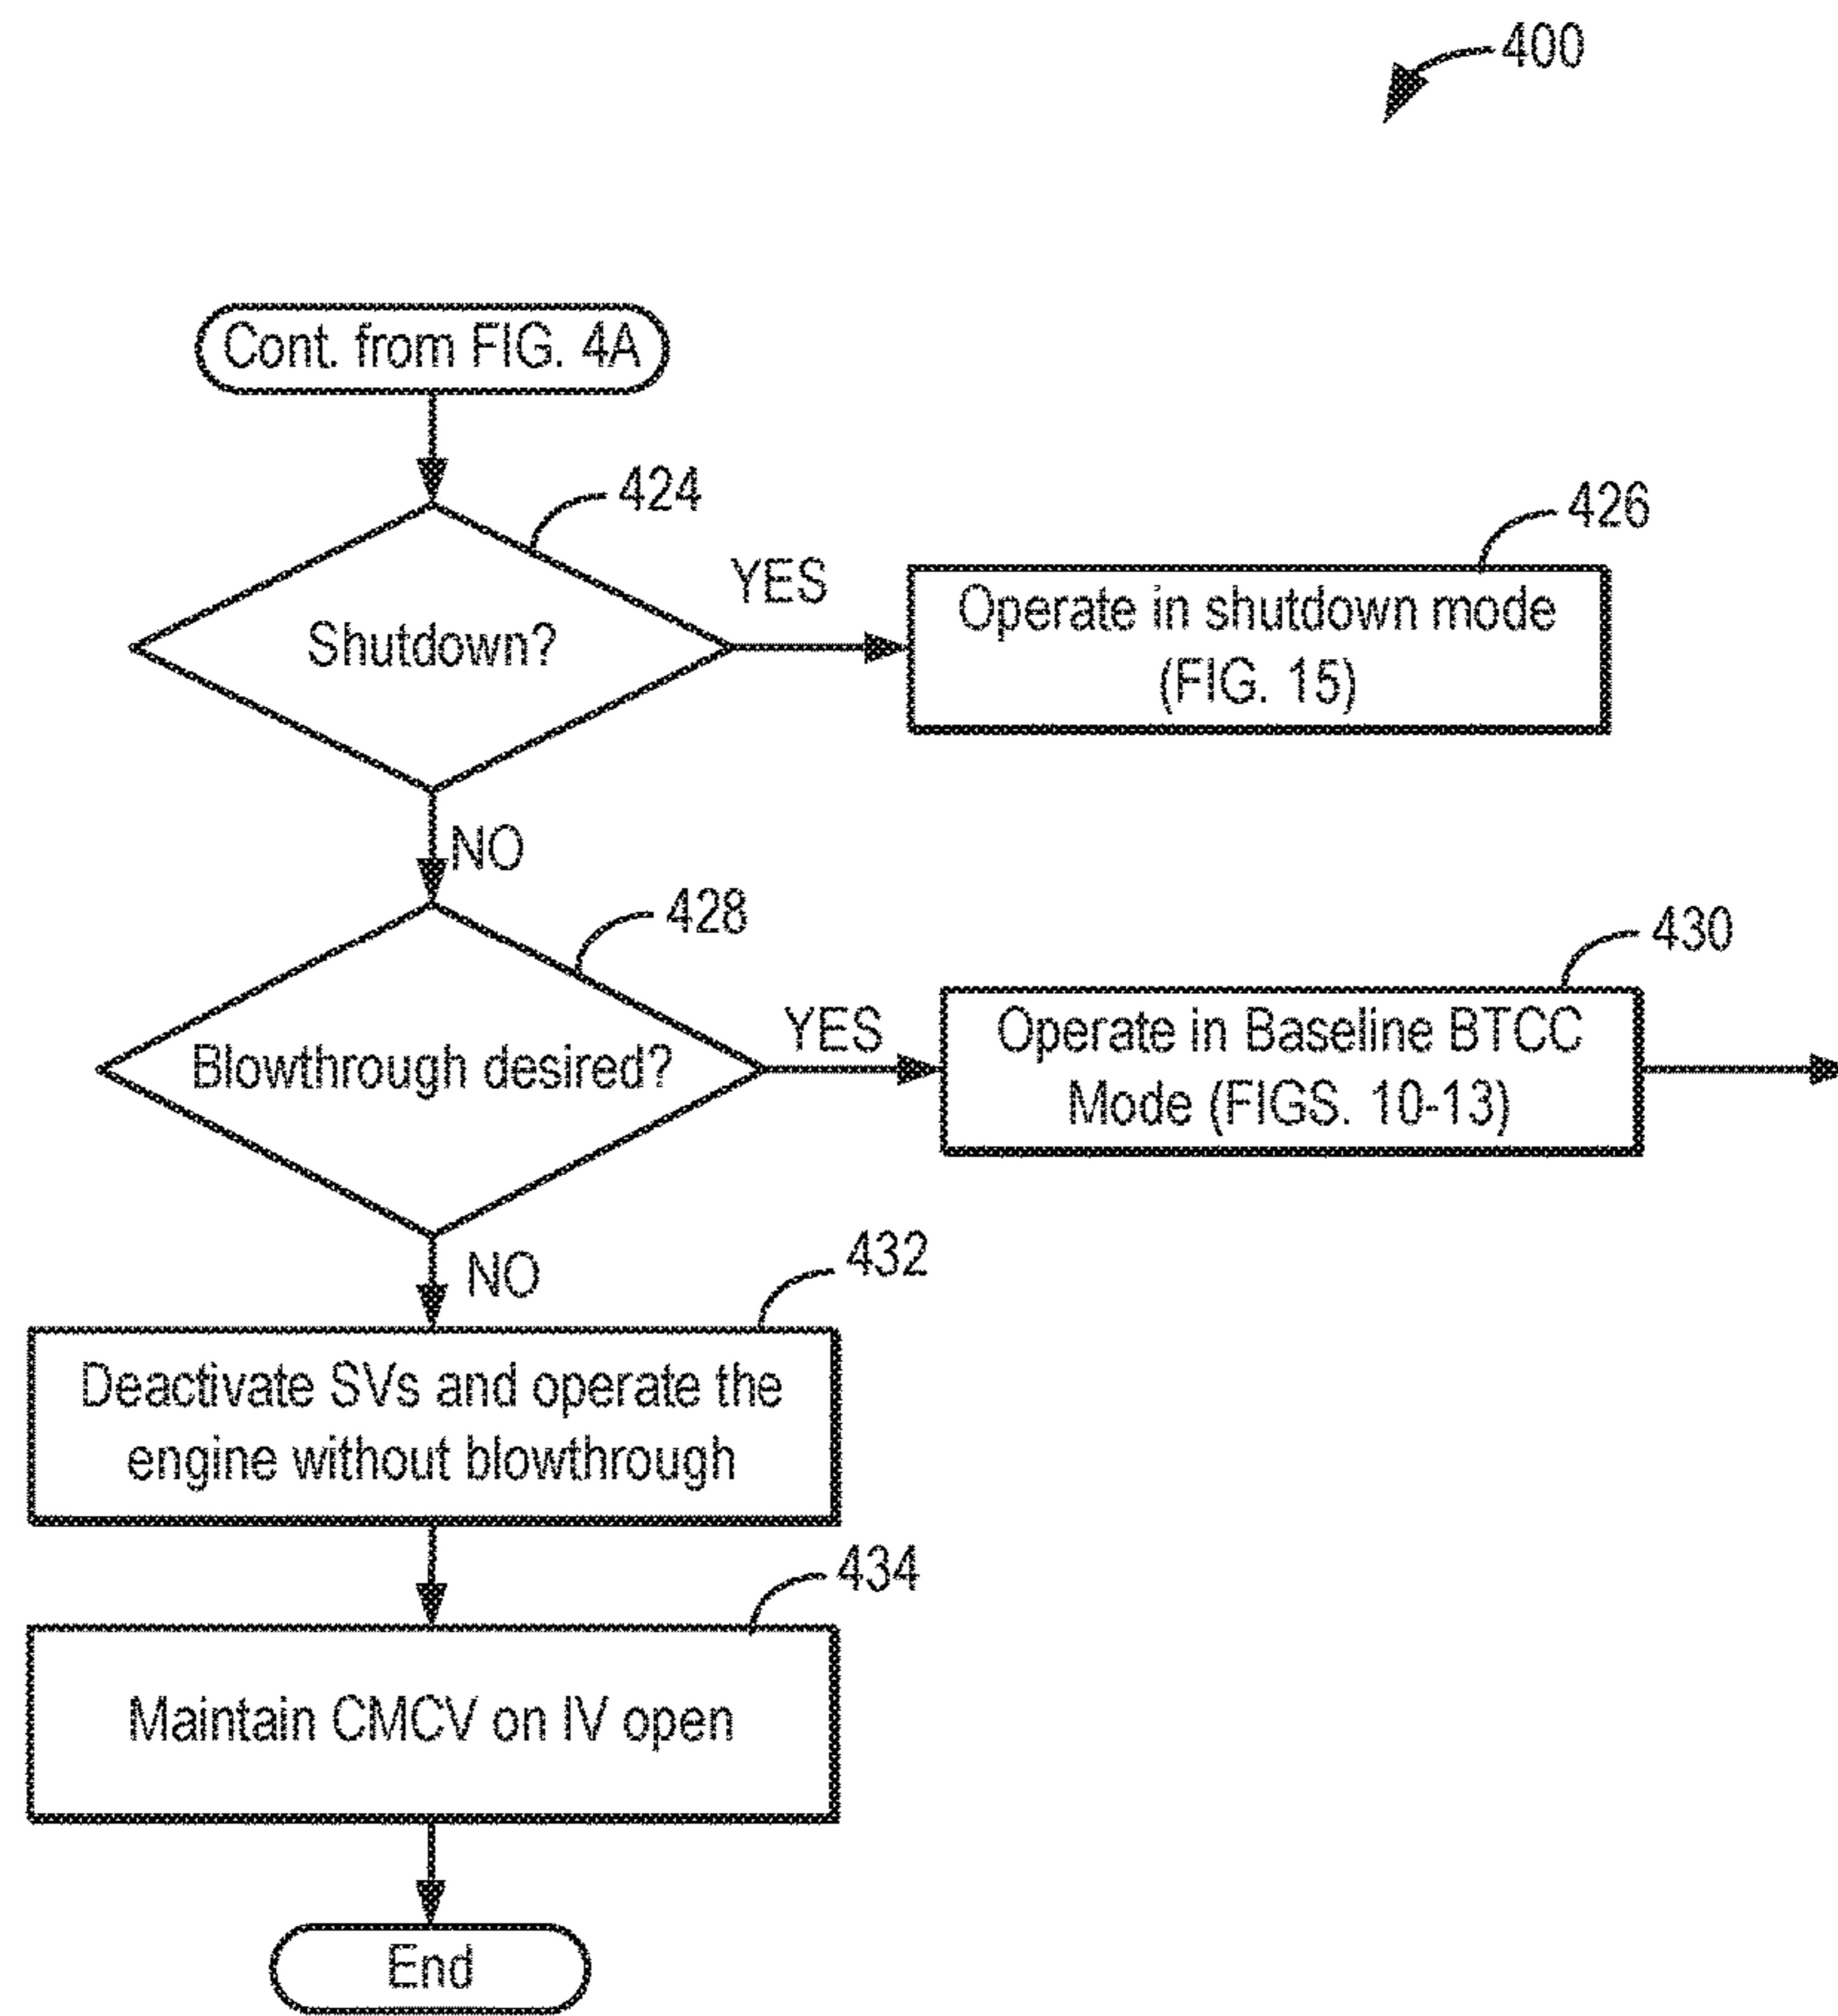 400
Cont. from FIG. 4A
424
Shutdown?
YES
426
Operate in shutdown mode
(FIG. 15)
NO
428
Blowthrough desired?
YES
430
Operate in Baseline BTCC
Mode (FIGS. 10-13)
NO
432
Deactivate SVs and operate the
engine without blowthrough
434
Maintain CMCV on IV open
End